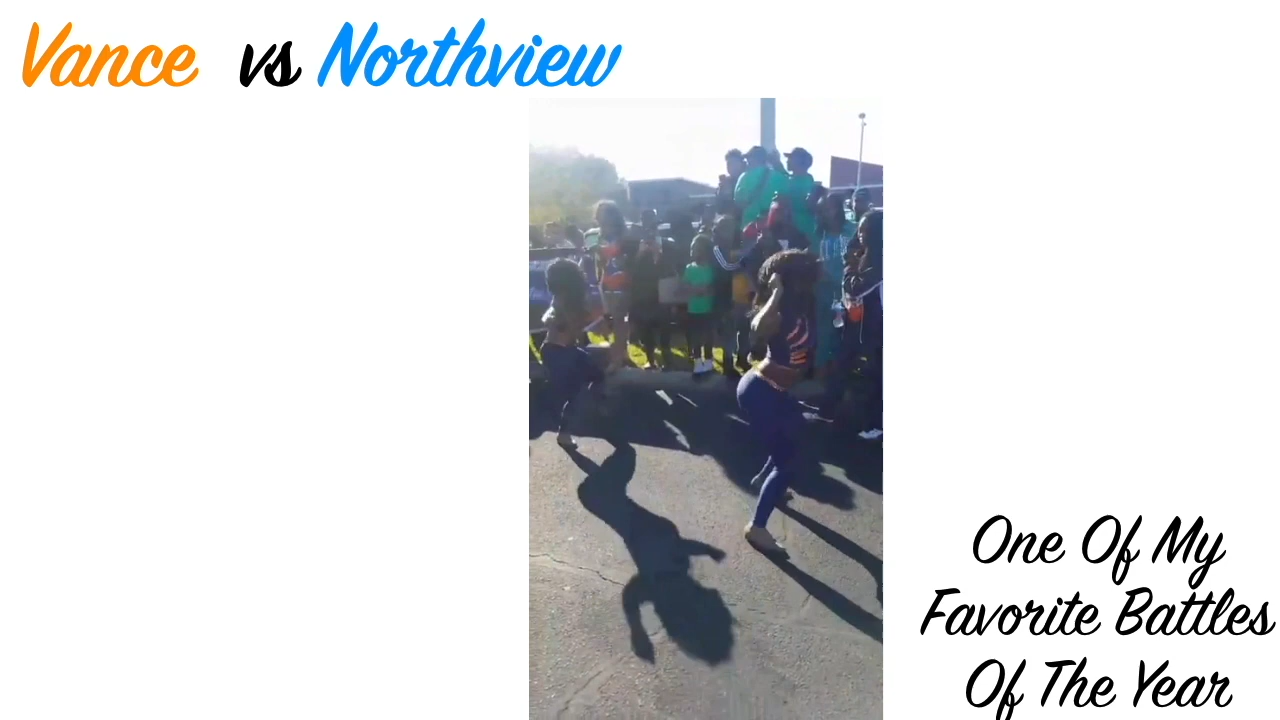 Vance vs Northview
One Of My
Favorite Battles
Of The Year